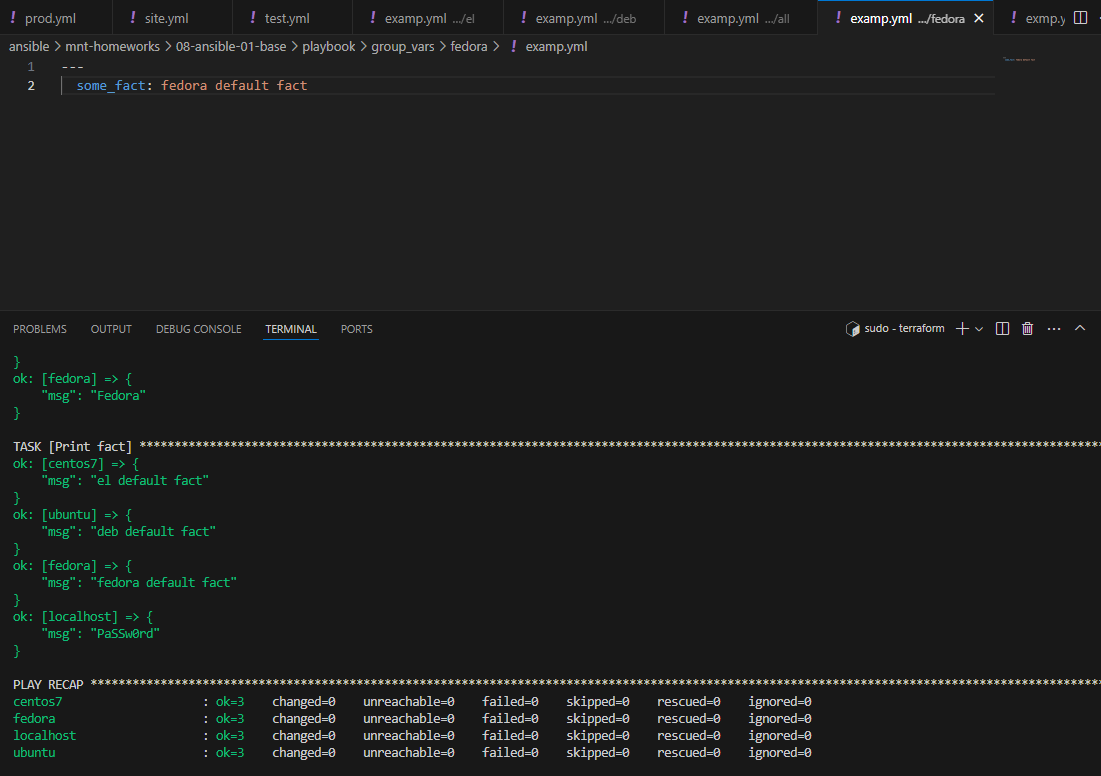 prod.yml site.yml test.yml examp.yml .../el examp.yml .../deb examp.yml .../all examp.yml .../fedora exmp.y
ansible > mnt-homeworks > 08-ansible-01-base > playbook > group_vars > fedora > ! examp.yml
1 ---
2 some_fact: fedora default fact
PROBLEMS OUTPUT DEBUG CONSOLE TERMINAL PORTS sudo - terraform
}
ok: [fedora] => {
"msg": "Fedora"
}
TASK [Print fact] ****************************************************************************************************************************************
ok: [centos7] => {
"msg": "el default fact"
}
ok: [ubuntu] => {
"msg": "deb default fact"
}
ok: [fedora] => {
"msg": "fedora default fact"
}
ok: [localhost] => {
"msg": "PaSSw0rd"
}
PLAY RECAP ***********************************************************************************************************************************************
centos7 : ok=3 changed=0 unreachable=0 failed=0 skipped=0 rescued=0 ignored=0
fedora : ok=3 changed=0 unreachable=0 failed=0 skipped=0 rescued=0 ignored=0
localhost : ok=3 changed=0 unreachable=0 failed=0 skipped=0 rescued=0 ignored=0
ubuntu : ok=3 changed=0 unreachable=0 failed=0 skipped=0 rescued=0 ignored=0